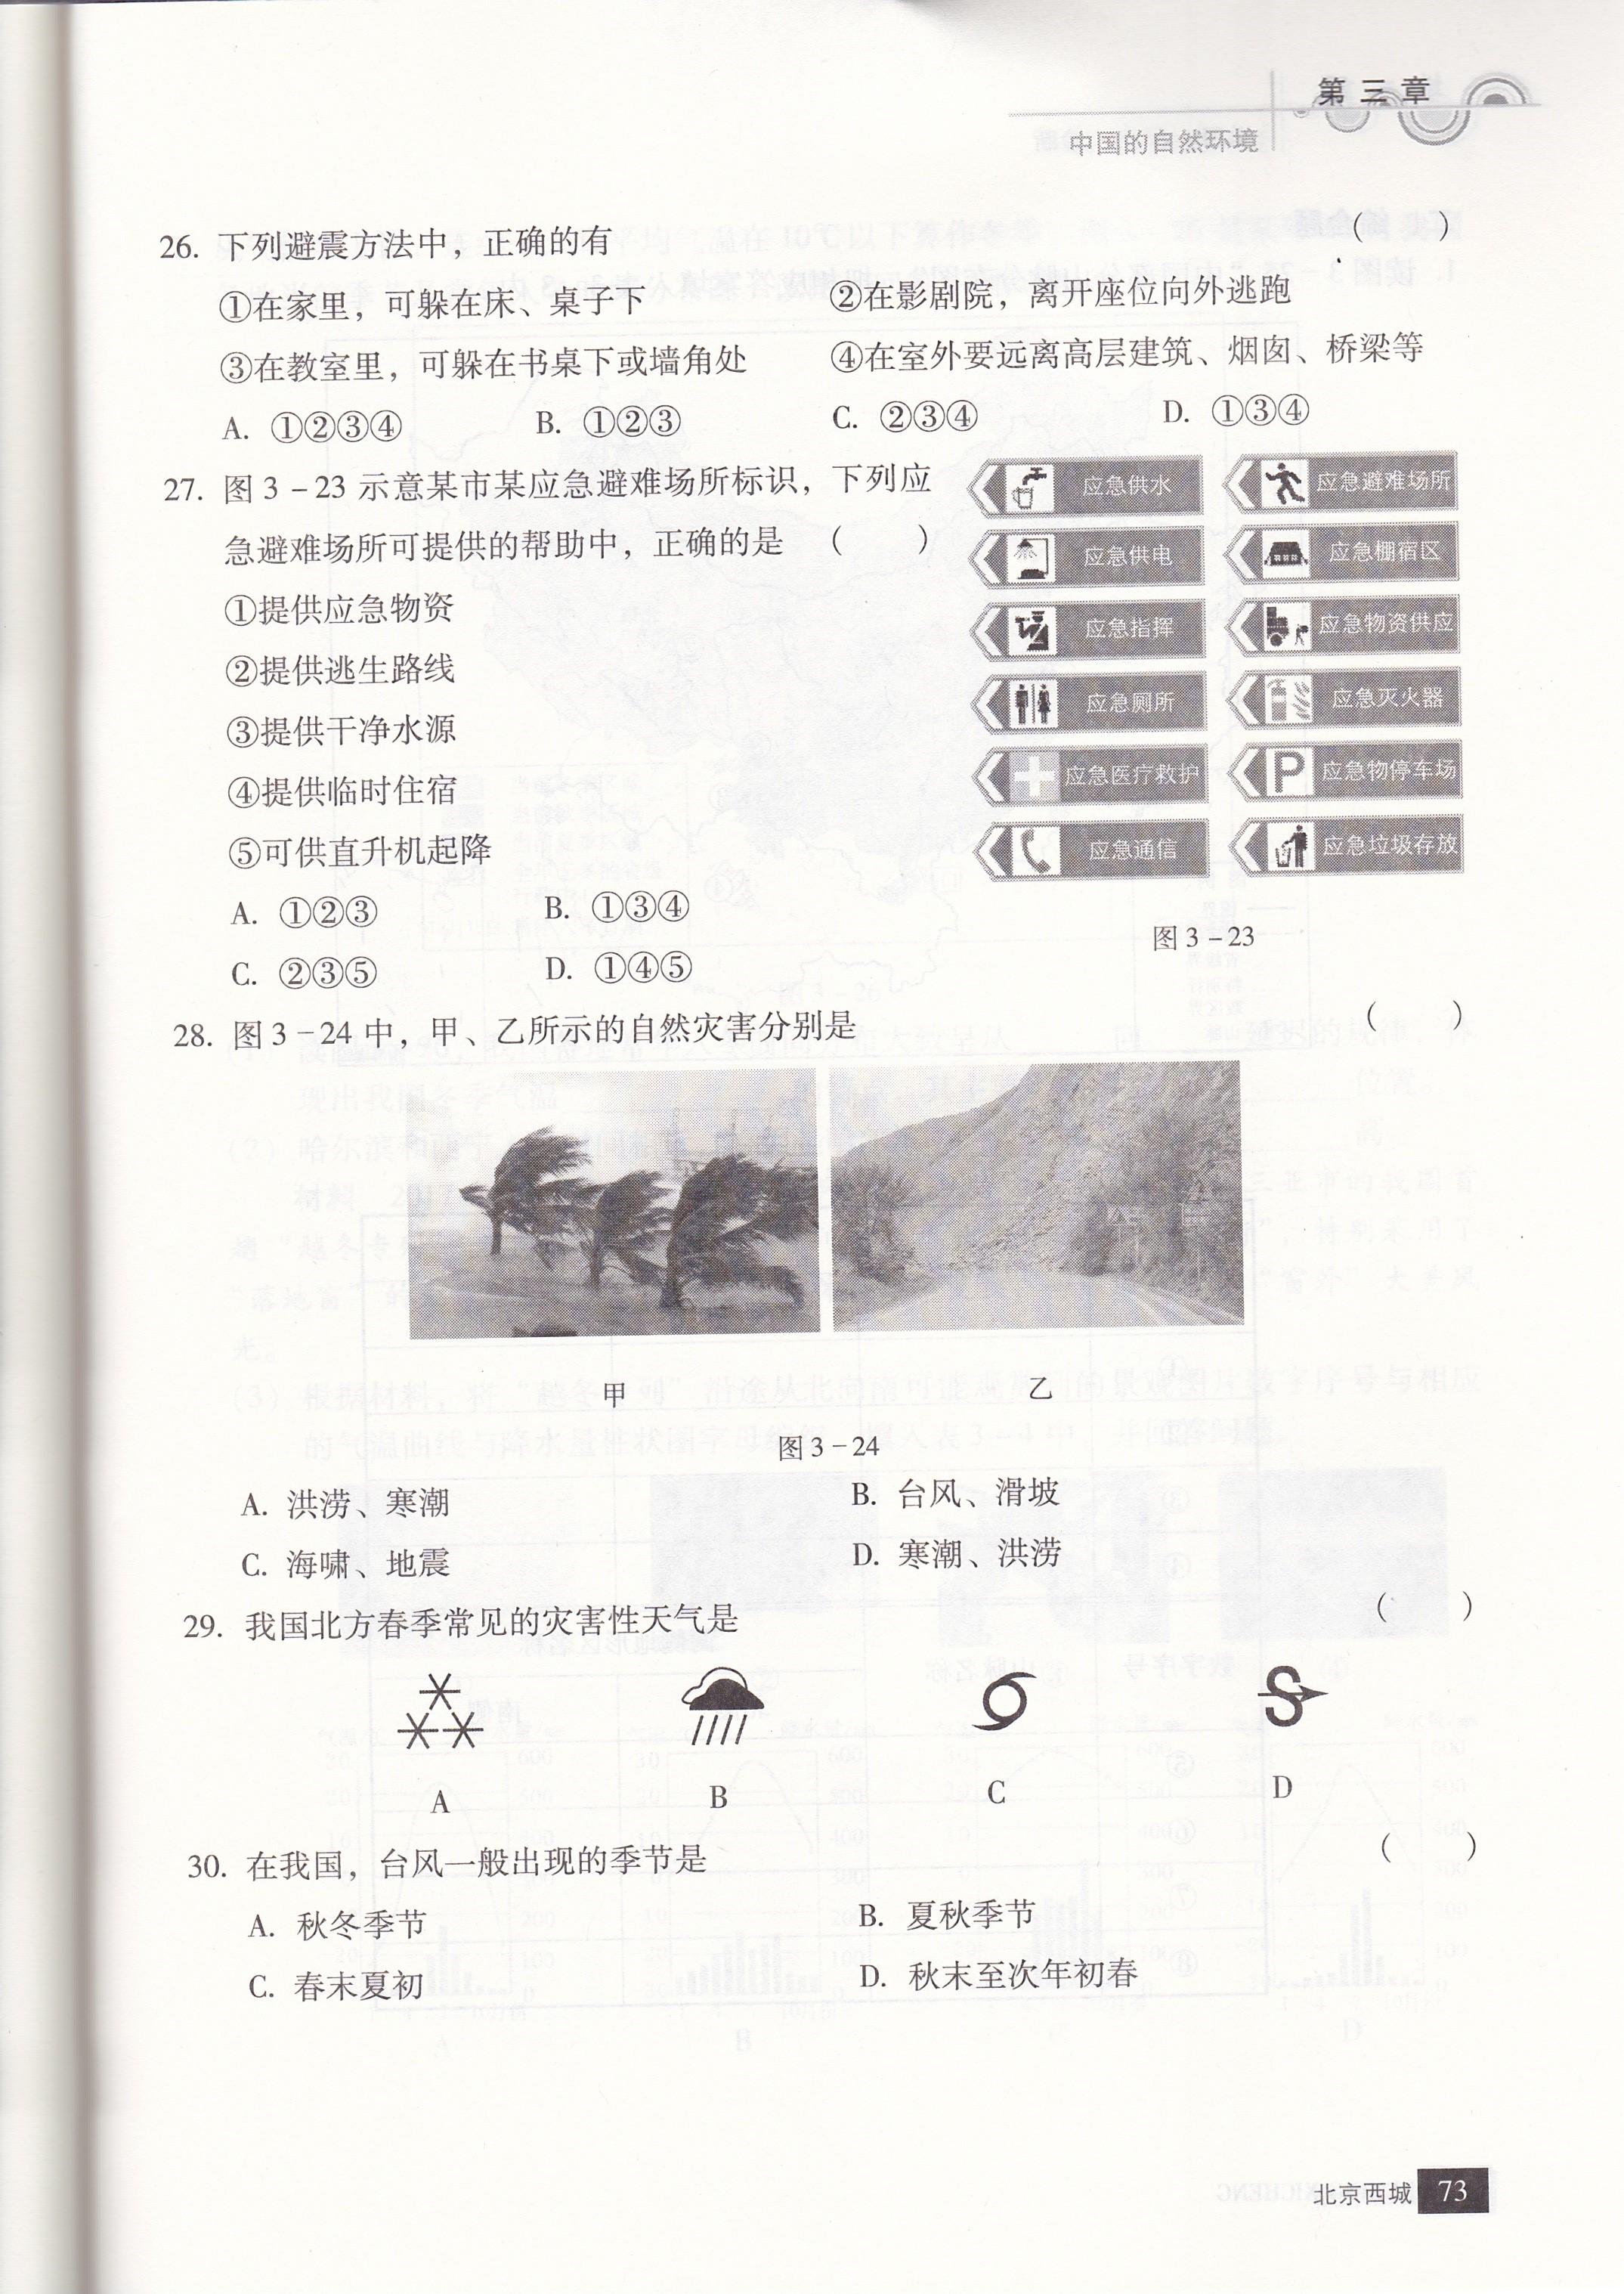 第三章
中国的自然环境
26. 下列避震方法中，正确的有 （ ）
①在家里，可躲在床、桌子下 ②在影剧院，离开座位向外逃跑
③在教室里，可躲在书桌下或墙角处 ④在室外要远离高层建筑、烟囱、桥梁等
A. ①②③④ B. ①②③ C. ②③④ D. ①③④
27. 图 3－23 示意某市某应急避难场所标识，下列应
急避难场所可提供的帮助中，正确的是 （ ）
①提供应急物资
②提供逃生路线
③提供干净水源
④提供临时住宿
⑤可供直升机起降
A. ①②③ B. ①③④
C. ②③⑤ D. ①④⑤
应急供水 应急避难场所
应急供电 应急棚宿区
应急指挥 应急物资供应
应急厕所 应急灭火器
应急医疗救护 P 应急物停车场
应急通信 应急垃圾存放
图 3－23
28. 图 3－24 中，甲、乙所示的自然灾害分别是 （ ）
甲 乙
图 3－24
A. 洪涝、寒潮 B. 台风、滑坡
C. 海啸、地震 D. 寒潮、洪涝
29. 我国北方春季常见的灾害性天气是 （ ）
A B C D
30. 在我国，台风一般出现的季节是 （ ）
A. 秋冬季节 B. 夏秋季节
C. 春末夏初 D. 秋末至次年初春
北京西城 73